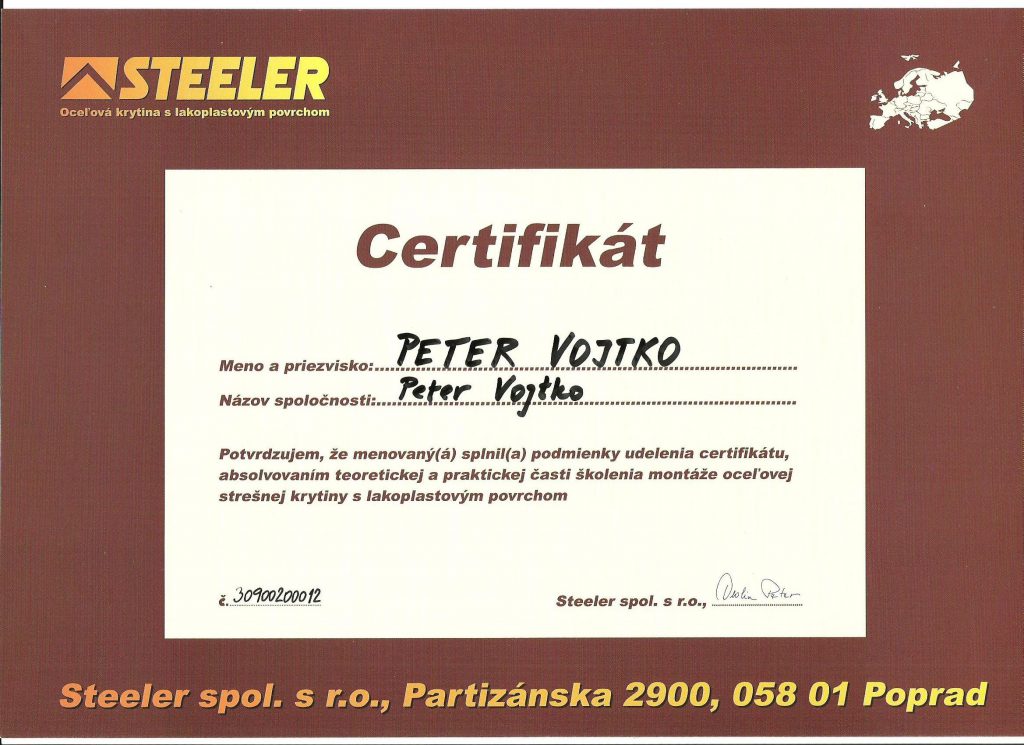 STEELER
Oceľová krytina s lakoplastovým povrchom
Certifikát
Meno a priezvisko: PETER VOJTKO
Názov spoločnosti: Peter Vojtko
Potvrdzujem, že menovaný(á) splnil(a) podmienky udelenia certifikátu,
absolvovaním teoretickej a praktickej časti školenia montáže oceľovej
strešnej krytiny s lakoplastovým povrchom
č. 30900200012
Steeler spol. s r.o., Peter
Steeler spol. s r.o., Partizánska 2900, 058 01 Poprad